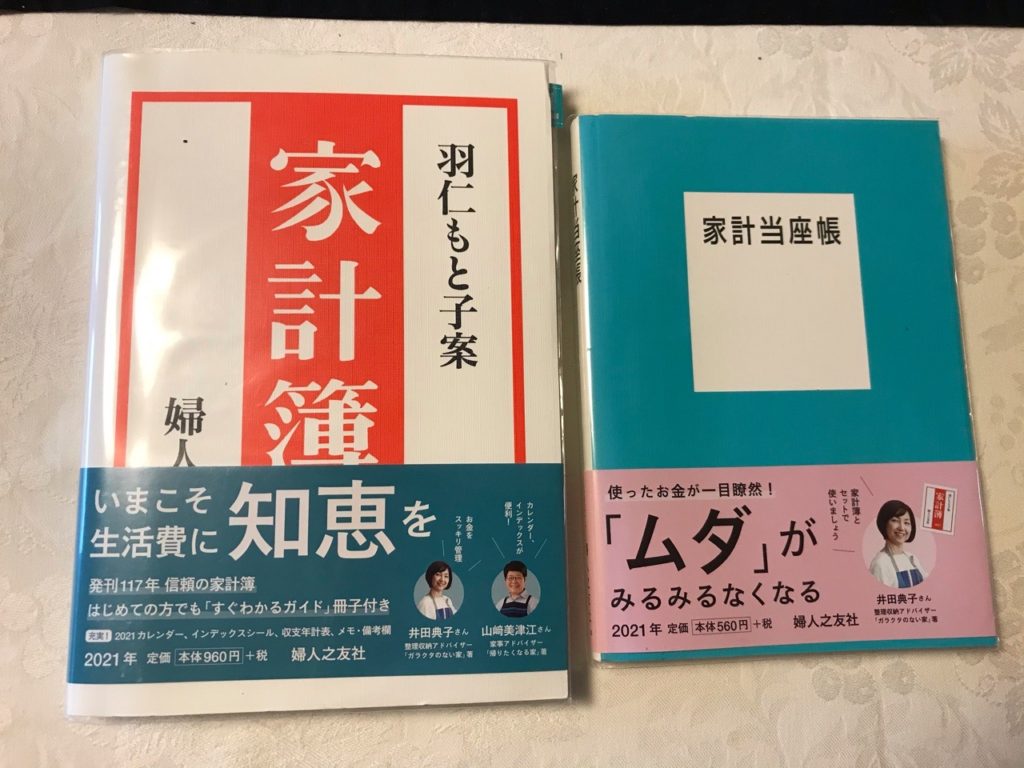 羽仁もと子案
家計簿
婦人
いまこそ
生活費に
知恵を
お金を
スッキリ管理
カレンダー、
インデックスが
便利!
発刊117年 信頼の家計簿
はじめての方でも「すぐわかるガイド」冊子付き
充実! 2021カレンダー、インデックスシール、収支年計表、メモ・備考欄
2021年 定価 本体960円+税 婦人之友社
井田典子さん
整理収納アドバイザー
「ガラクタのない家」著
山﨑美津江さん
家事アドバイザー
「帰りたくなる家」著
家計当座帳
家計当座帳
使ったお金が一目瞭然!
「ムダ」が
みるみるなくなる
家計簿と
セットで
使いましょう
家計簿
井田典子さん
整理収納アドバイザー
「ガラクタのない家」著
2021年 定価 本体560円+税 婦人之友社